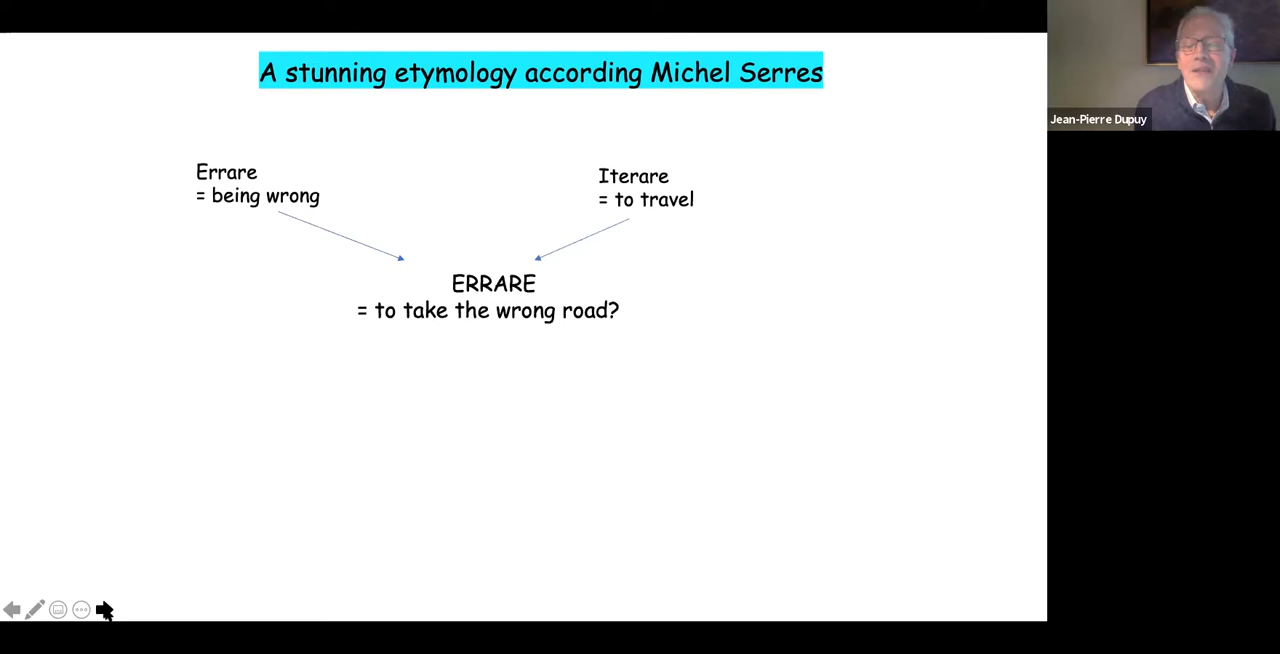 A stunning etymology according Michel Serres
Jean-Pierre Dupuy
Errare
= being wrong
Iterare
= to travel
ERRARE
= to take the wrong road?